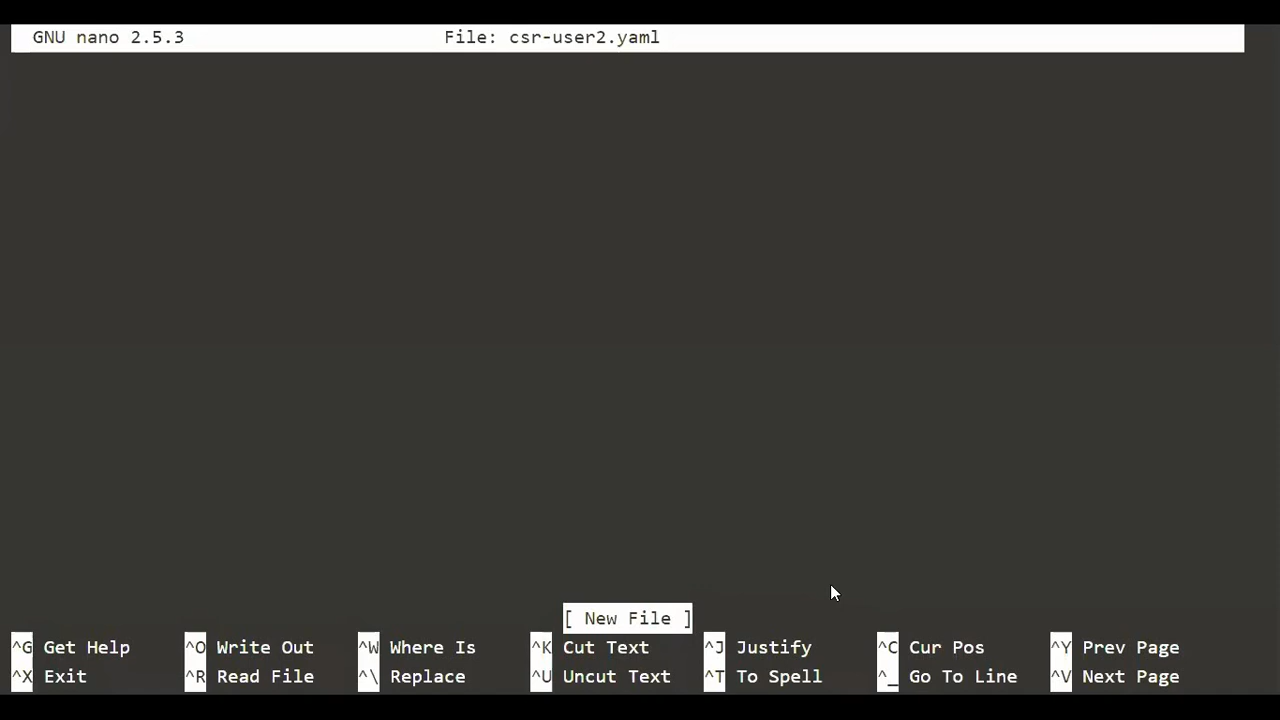 GNU nano 2.5.3 File: csr-user2.yaml
[ New File ]
^G Get Help ^O Write Out ^W Where Is ^K Cut Text ^J Justify ^C Cur Pos ^Y Prev Page
^X Exit ^R Read File ^\ Replace ^U Uncut Text ^T To Spell ^_ Go To Line ^V Next Page